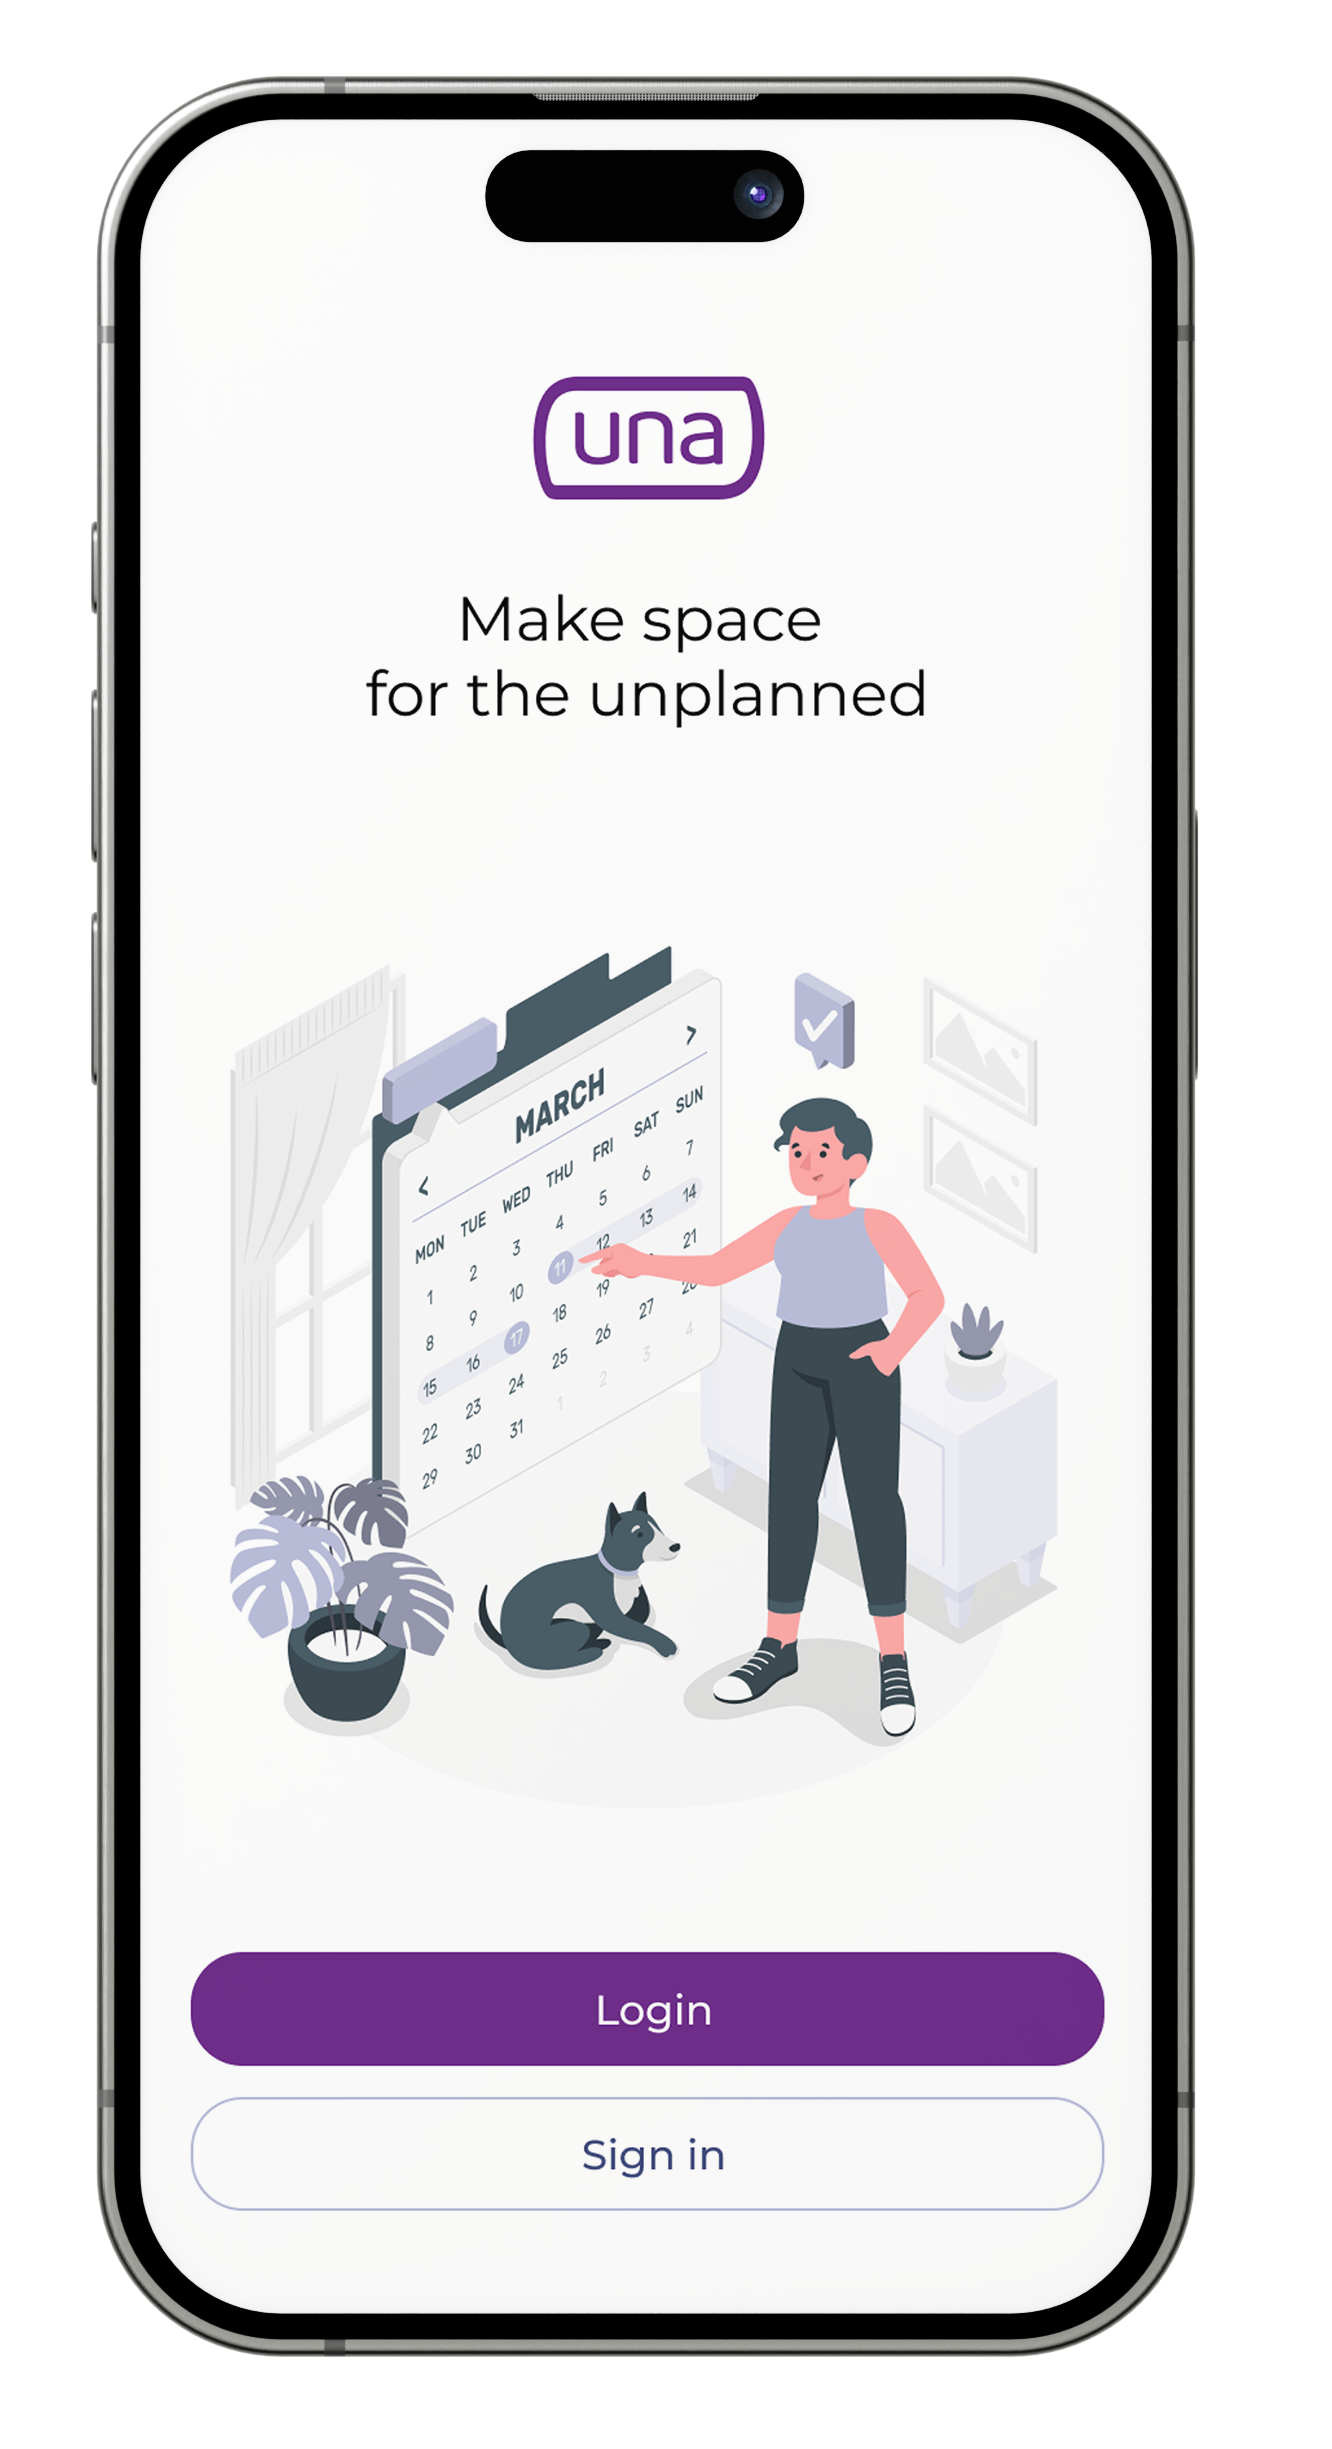 una
Make space
for the unplanned
MARCH
MON TUE WED THU FRI SAT SUN
1 2 3 4 5 6 7
8 9 10 11 12 13 14
15 16 17 18 19 21
22 23 24 25 26 27 28
29 30 31 1 2 3 4
Login
Sign in